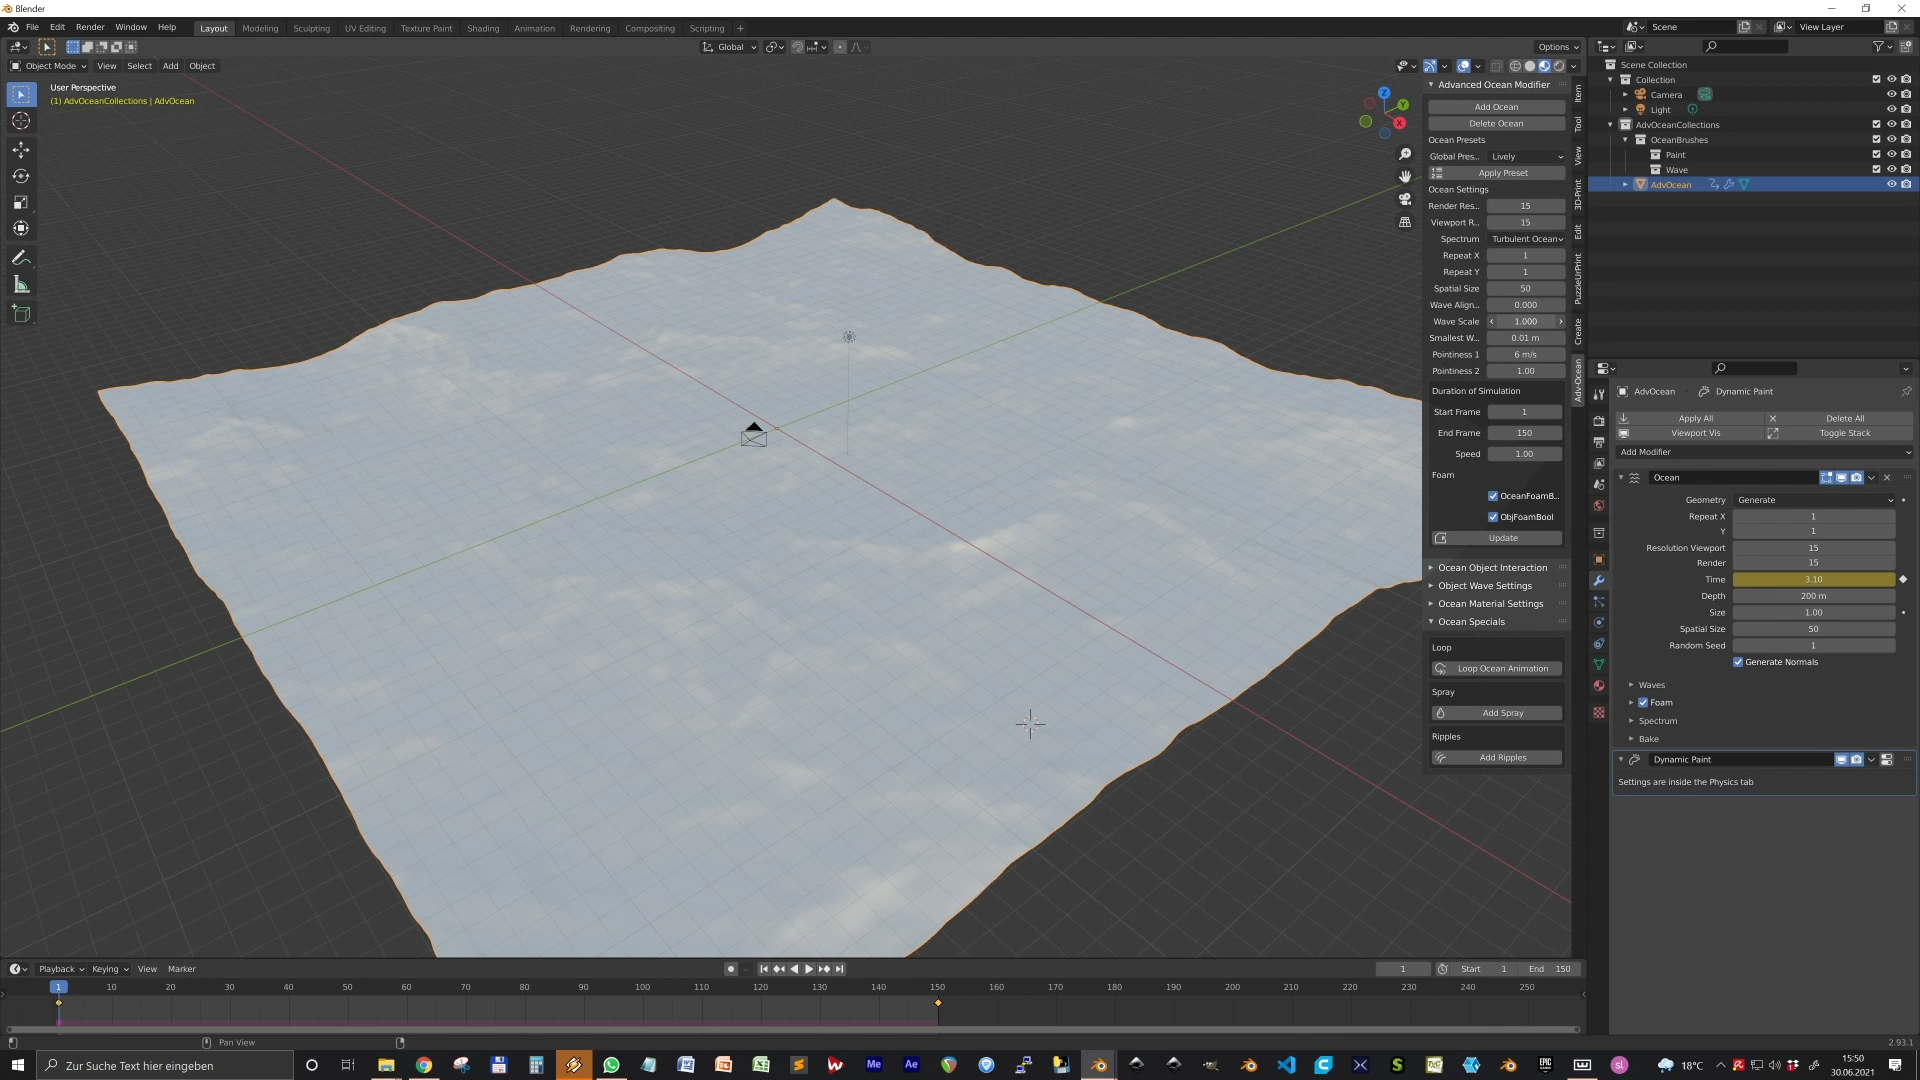 Blender
File Edit Render Window Help
Layout Modeling Sculpting UV Editing Texture Paint Shading Animation Rendering Compositing Scripting +
Scene
View Layer
Global
Options
Object Mode View Select Add Object
User Perspective
(1) AdvOceanCollections | AdvOcean
Z
Y
X
Advanced Ocean Modifier
Add Ocean
Delete Ocean
Ocean Presets
Global Pres.. Lively
Apply Preset
Ocean Settings
Render Res... 15
Viewport R... 15
Spectrum Turbulent Ocean
Repeat X 1
Repeat Y 1
Spatial Size 50
Wave Align.. 0.000
Wave Scale 1.000
Smallest W... 0.01 m
Pointiness 1 6 m/s
Pointiness 2 1.00
Duration of Simulation
Start Frame 1
End Frame 150
Speed 1.00
Foam
OceanFoamB...
ObjFoamBool
Update
Ocean Object Interaction
Object Wave Settings
Ocean Material Settings
Ocean Specials
Loop
Loop Ocean Animation
Spray
Add Spray
Ripples
Add Ripples
Item
Tool
View
3D-Print
Edit
PuzzleUrPrint
Create
Adv-Ocean
Scene Collection
Collection
Camera
Light
AdvOceanCollections
OceanBrushes
Paint
Wave
AdvOcean
AdvOcean Dynamic Paint
Apply All Delete All
Viewport Vis Toggle Stack
Add Modifier
Ocean
Geometry Generate
Repeat X 1
Y 1
Resolution Viewport 15
Render 15
Time 3.10
Depth 200 m
Size 1.00
Spatial Size 50
Random Seed 1
Generate Normals
Waves
Foam
Spectrum
Bake
Dynamic Paint
Settings are inside the Physics tab
Playback Keying View Marker
1 Start 1 End 150
1 10 20 30 40 50 60 70 80 90 100 110 120 130 140 150 160 170 180 190 200 210 220 230 240 250
Pan View
2.93.1
Zur Suche Text hier eingeben
Me
Ae
18°C
15:50
30.06.2021